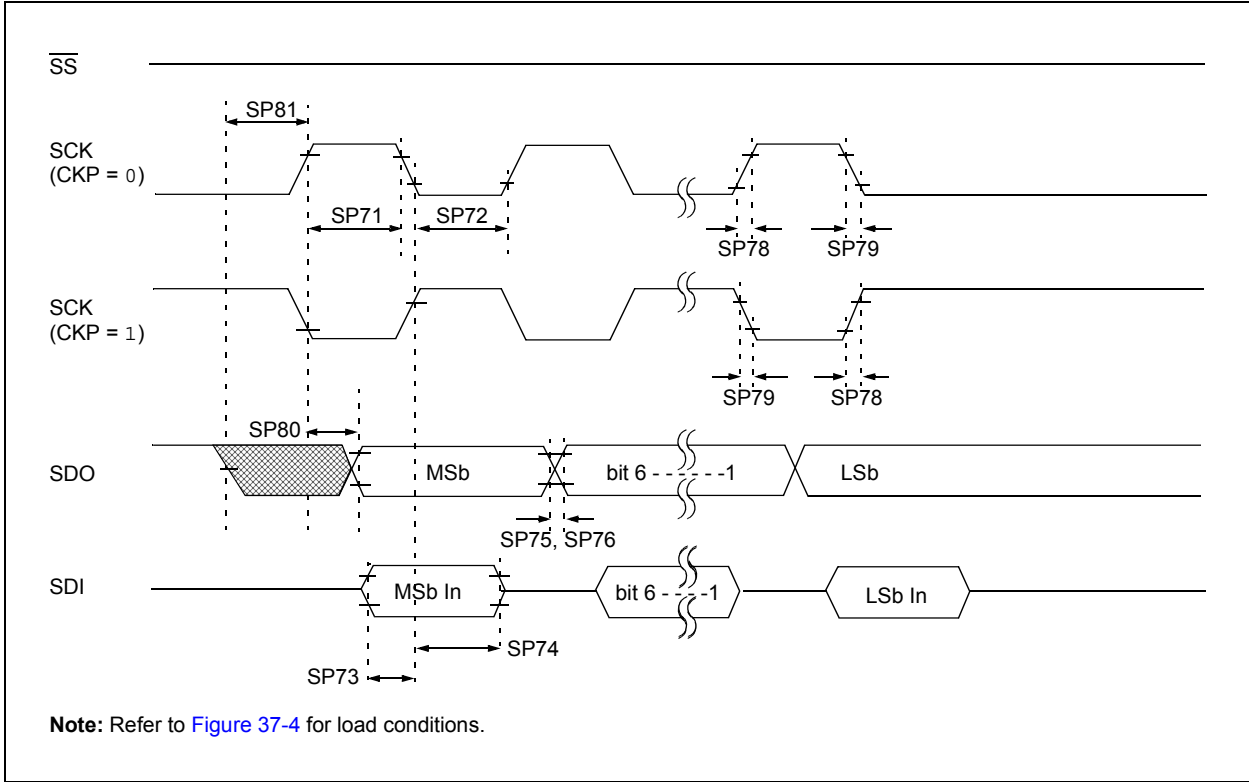 SS
SP81
SCK
(CKP = 0)
SP71
SP72
SP78
SP79
SCK
(CKP = 1)
SP79
SP78
SP80
SDO
MSb
bit 6 - - - - - - 1
LSb
SP75, SP76
SDI
MSb In
bit 6 - - - - - 1
LSb In
SP74
SP73
Note: Refer to Figure 37-4 for load conditions.